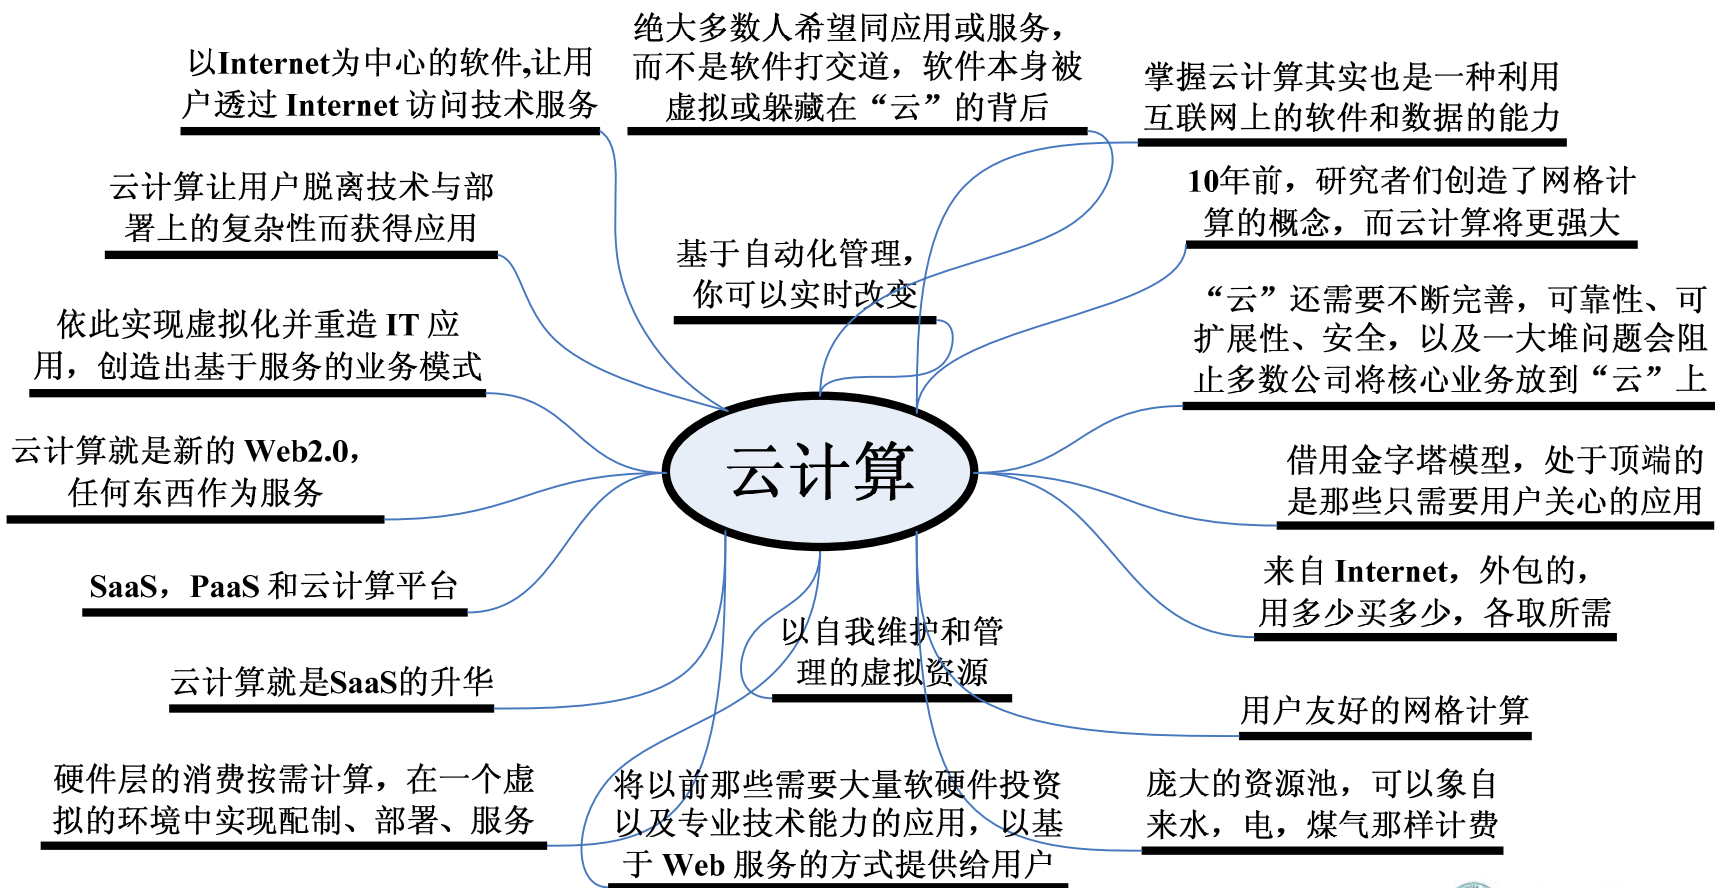 以Internet为中心的软件,让用
户透过 Internet 访问技术服务
绝大多数人希望同应用或服务，
而不是软件打交道，软件本身被
虚拟或躲藏在“云”的背后
掌握云计算其实也是一种利用
互联网上的软件和数据的能力
云计算让用户脱离技术与部
署上的复杂性而获得应用
基于自动化管理，
你可以实时改变
10年前，研究者们创造了网格计
算的概念，而云计算将更强大
依此实现虚拟化并重造 IT 应
用，创造出基于服务的业务模式
“云”还需要不断完善，可靠性、可
扩展性、安全，以及一大堆问题会阻
止多数公司将核心业务放到“云”上
云计算就是新的 Web2.0，
任何东西作为服务
云计算
借用金字塔模型，处于顶端的
是那些只需要用户关心的应用
SaaS，PaaS 和云计算平台
来自 Internet，外包的，
用多少买多少，各取所需
云计算就是SaaS的升华
以自我维护和管
理的虚拟资源
用户友好的网格计算
硬件层的消费按需计算，在一个虚
拟的环境中实现配制、部署、服务
将以前那些需要大量软硬件投资
以及专业技术能力的应用，以基
于 Web 服务的方式提供给用户
庞大的资源池，可以象自
来水，电，煤气那样计费